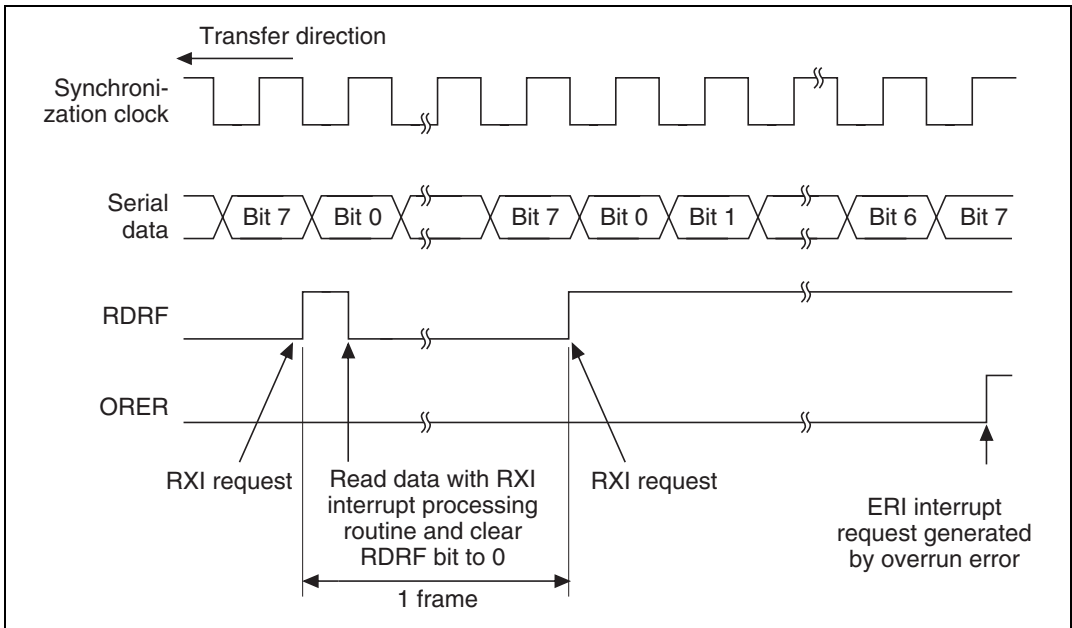 Transfer direction
Synchroni-
zation clock
Serial
data
Bit 7
Bit 0
Bit 7
Bit 0
Bit 1
Bit 6
Bit 7
RDRF
ORER
RXI request
Read data with RXI
interrupt processing
routine and clear
RDRF bit to 0
RXI request
ERI interrupt
request generated
by overrun error
1 frame